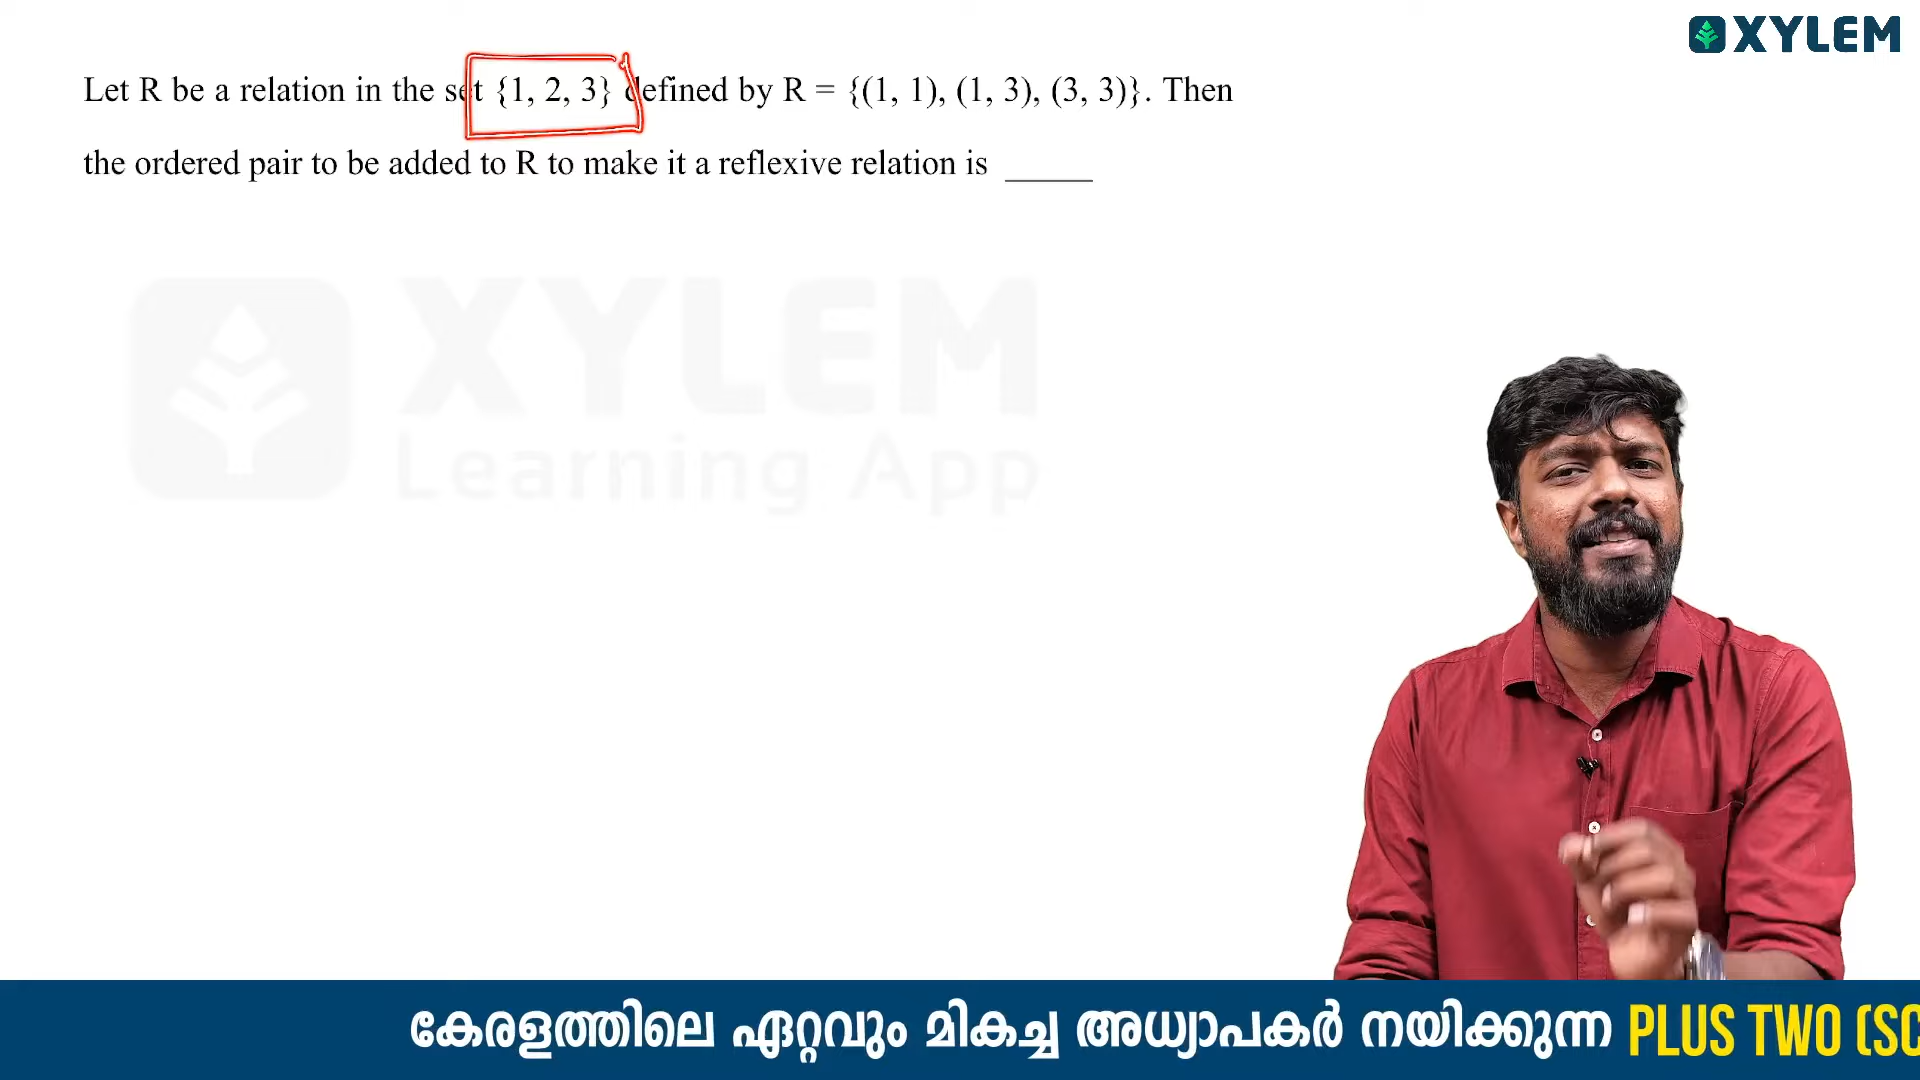 XYLEM
Let R be a relation in the set {1, 2, 3} defined by R = {(1, 1), (1, 3), (3, 3)}. Then
the ordered pair to be added to R to make it a reflexive relation is _____
XYLEM
Learning App
കേരളത്തിലെ ഏറ്റവും മികച്ച അധ്യാപകർ നയിക്കുന്ന PLUS TWO (SC